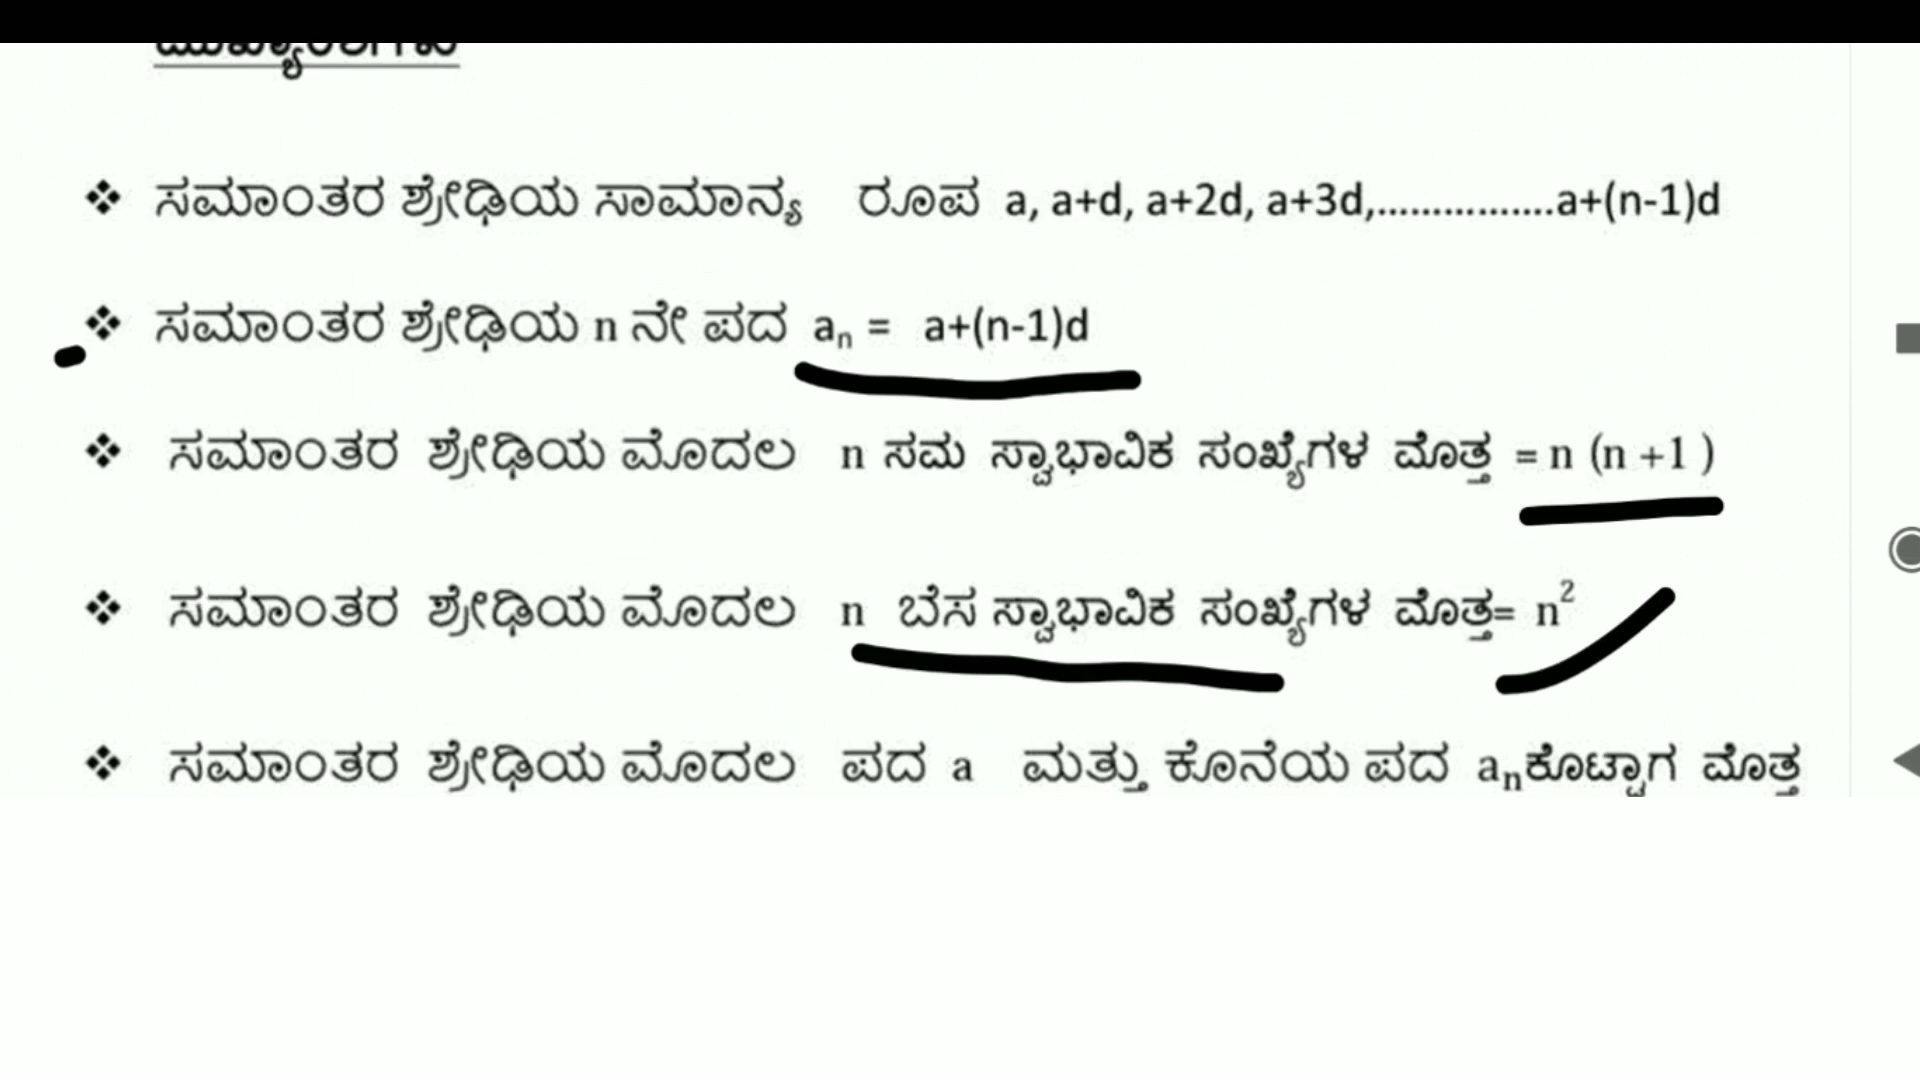 ❖ ಸಮಾಂತರ ಶ್ರೇಢಿಯ ಸಾಮಾನ್ಯ ರೂಪ a, a+d, a+2d, a+3d,................a+(n-1)d
❖ ಸಮಾಂತರ ಶ್ರೇಢಿಯ n ನೇ ಪದ aₙ = a+(n-1)d
❖ ಸಮಾಂತರ ಶ್ರೇಢಿಯ ಮೊದಲ n ಸಮ ಸ್ವಾಭಾವಿಕ ಸಂಖ್ಯೆಗಳ ಮೊತ್ತ = n (n +1 )
❖ ಸಮಾಂತರ ಶ್ರೇಢಿಯ ಮೊದಲ n ಬೆಸ ಸ್ವಾಭಾವಿಕ ಸಂಖ್ಯೆಗಳ ಮೊತ್ತ= n²
❖ ಸಮಾಂತರ ಶ್ರೇಢಿಯ ಮೊದಲ ಪದ a ಮತ್ತು ಕೊನೆಯ ಪದ aₙಕೊಟ್ಟಾಗ ಮೊತ್ತ